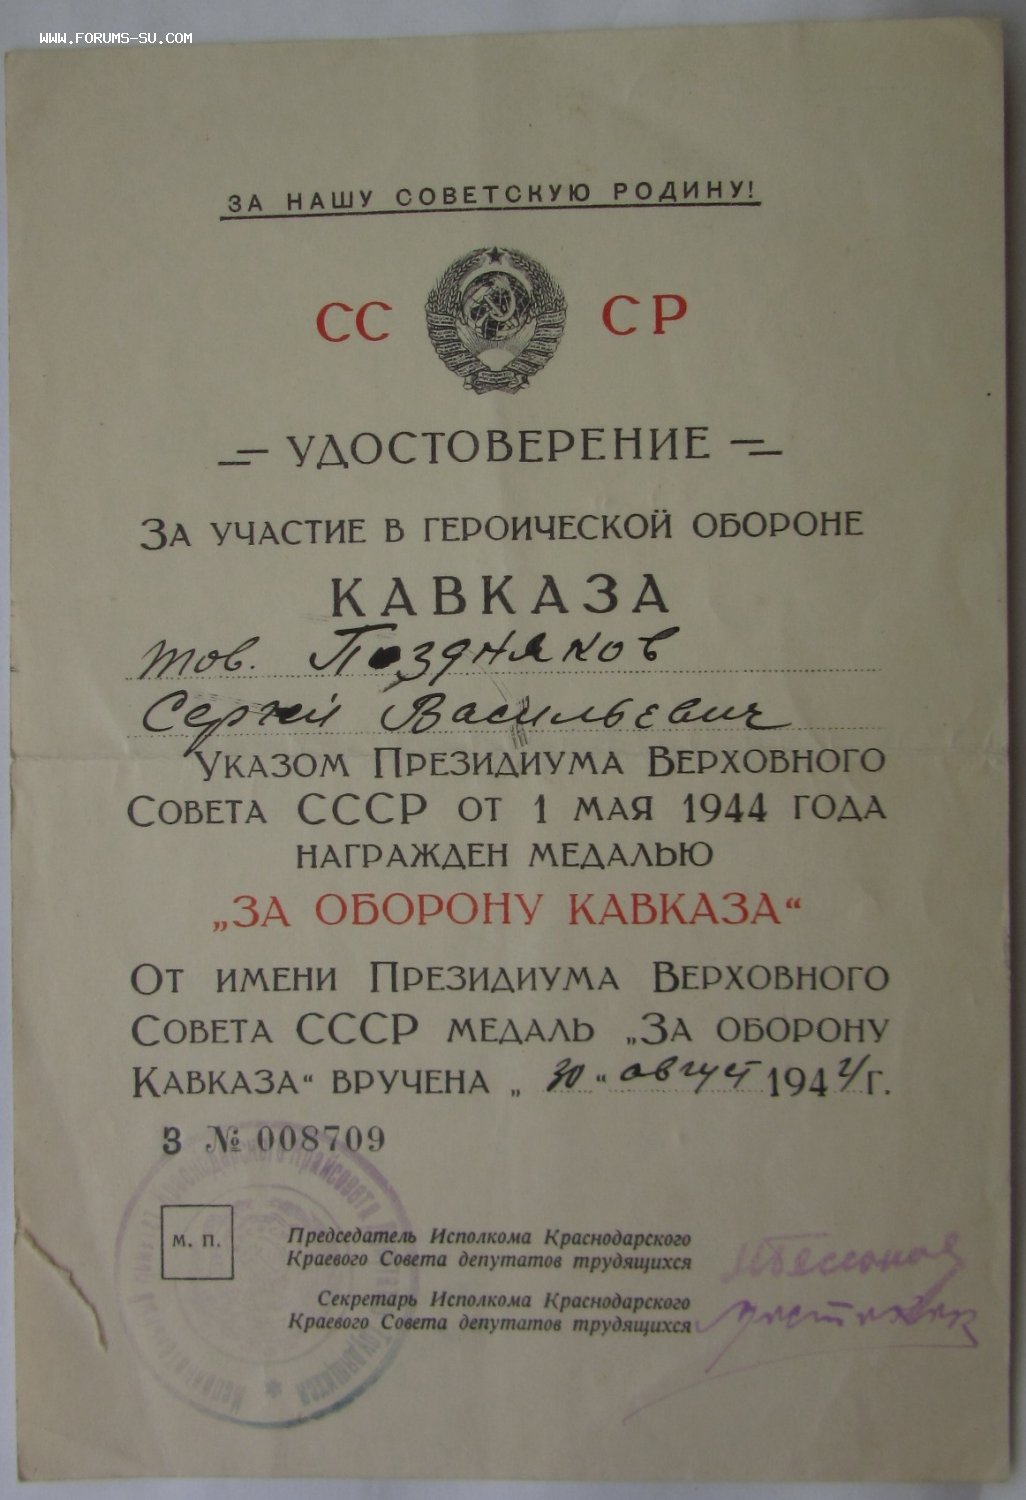 WWW.FORUMS-SU.COM
ЗА НАШУ СОВЕТСКУЮ РОДИНУ!
СС СР
УДОСТОВЕРЕНИЕ
ЗА УЧАСТИЕ В ГЕРОИЧЕСКОЙ ОБОРОНЕ
КАВКАЗА
тов. Поздняков
Сергей Васильевич
УКАЗОМ ПРЕЗИДИУМА ВЕРХОВНОГО
СОВЕТА СССР ОТ 1 МАЯ 1944 ГОДА
НАГРАЖДЕН МЕДАЛЬЮ
„ЗА ОБОРОНУ КАВКАЗА“
ОТ ИМЕНИ ПРЕЗИДИУМА ВЕРХОВНОГО
СОВЕТА СССР МЕДАЛЬ „ЗА ОБОРОНУ
КАВКАЗА“ ВРУЧЕНА „30“ август 1944 Г.
З № 008709
М. П.
Председатель Исполкома Краснодарского
Краевого Совета депутатов трудящихся
Секретарь Исполкома Краснодарского
Краевого Совета депутатов трудящихся